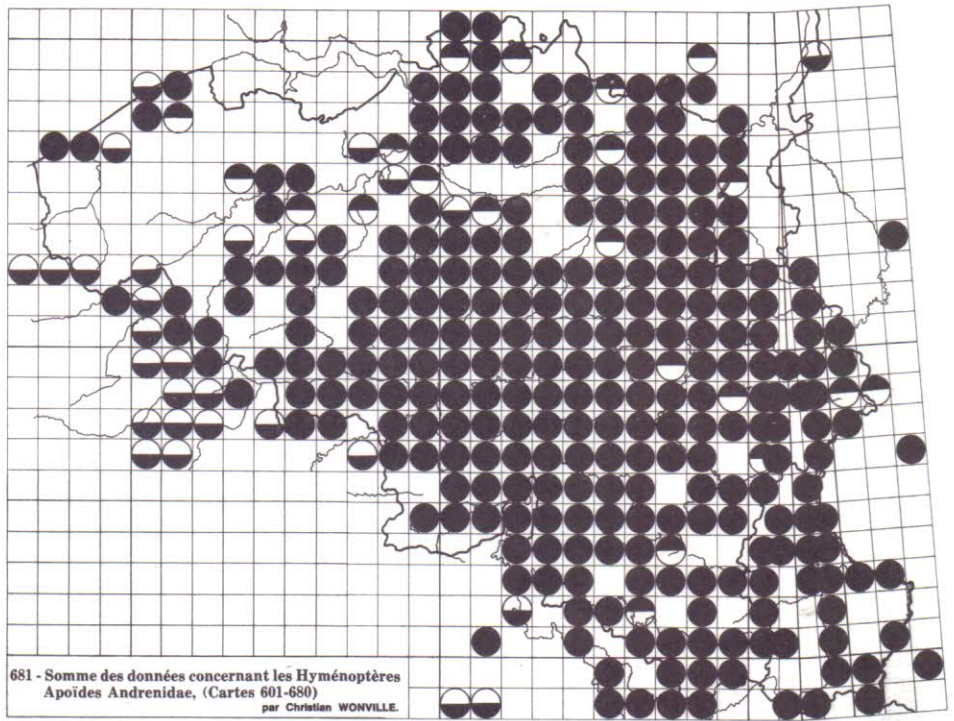 681 - Somme des données concernant les Hyménoptères
Apoïdes Andrenidae, (Cartes 601-680)
par Christian WONVILLE.